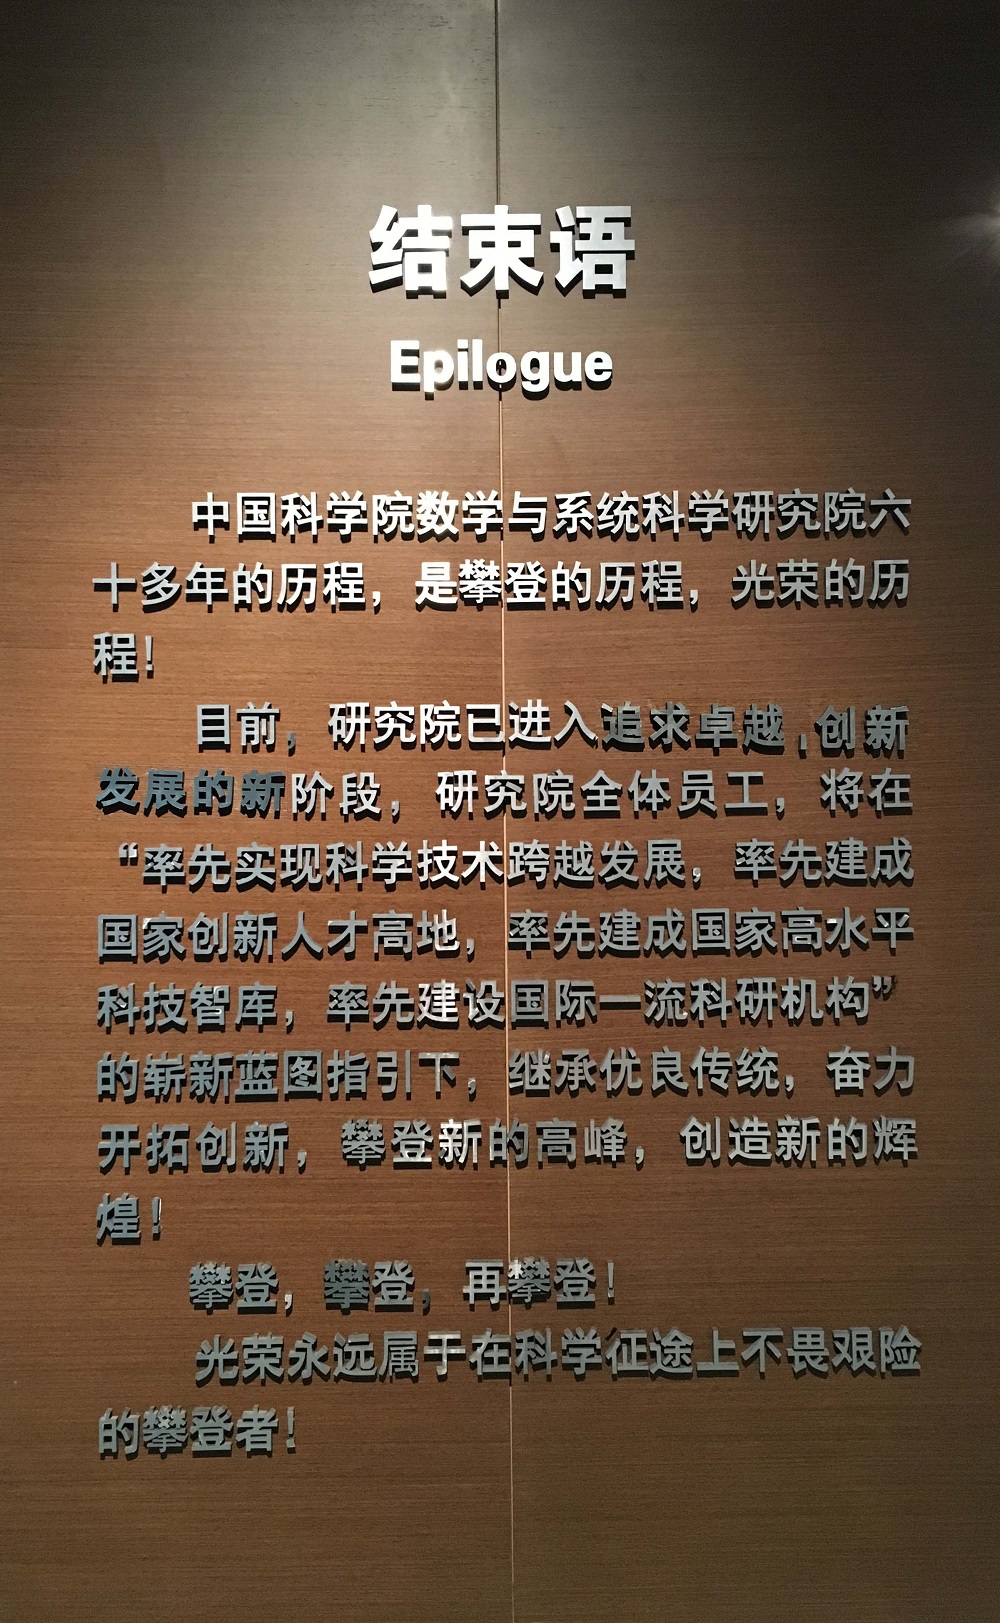 结束语
Epilogue
中国科学院数学与系统科学研究院六
十多年的历程，是攀登的历程，光荣的历
程！
目前，研究院已进入追求卓越，创新
发展的新阶段，研究院全体员工，将在
“率先实现科学技术跨越发展，率先建成
国家创新人才高地，率先建成国家高水平
科技智库，率先建设国际一流科研机构”
的崭新蓝图指引下，继承优良传统，奋力
开拓创新，攀登新的高峰，创造新的辉
煌！
攀登，攀登，再攀登！
光荣永远属于在科学征途上不畏艰险
的攀登者！